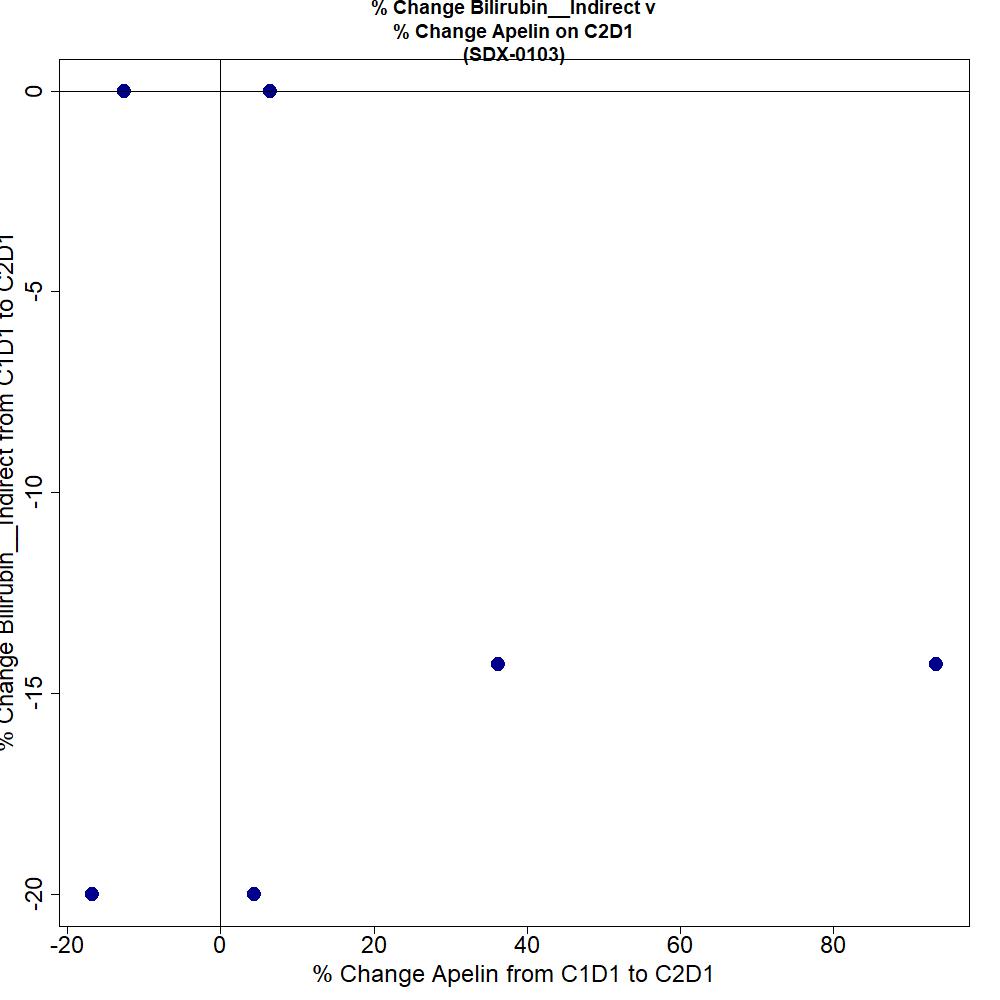 % Change Bilirubin__Indirect v
% Change Apelin on C2D1
(SDX-0103)
% Change Bilirubin__Indirect from C1D1 to C2D1
0
-5
-10
-15
-20
-20
0
20
40
60
80
% Change Apelin from C1D1 to C2D1